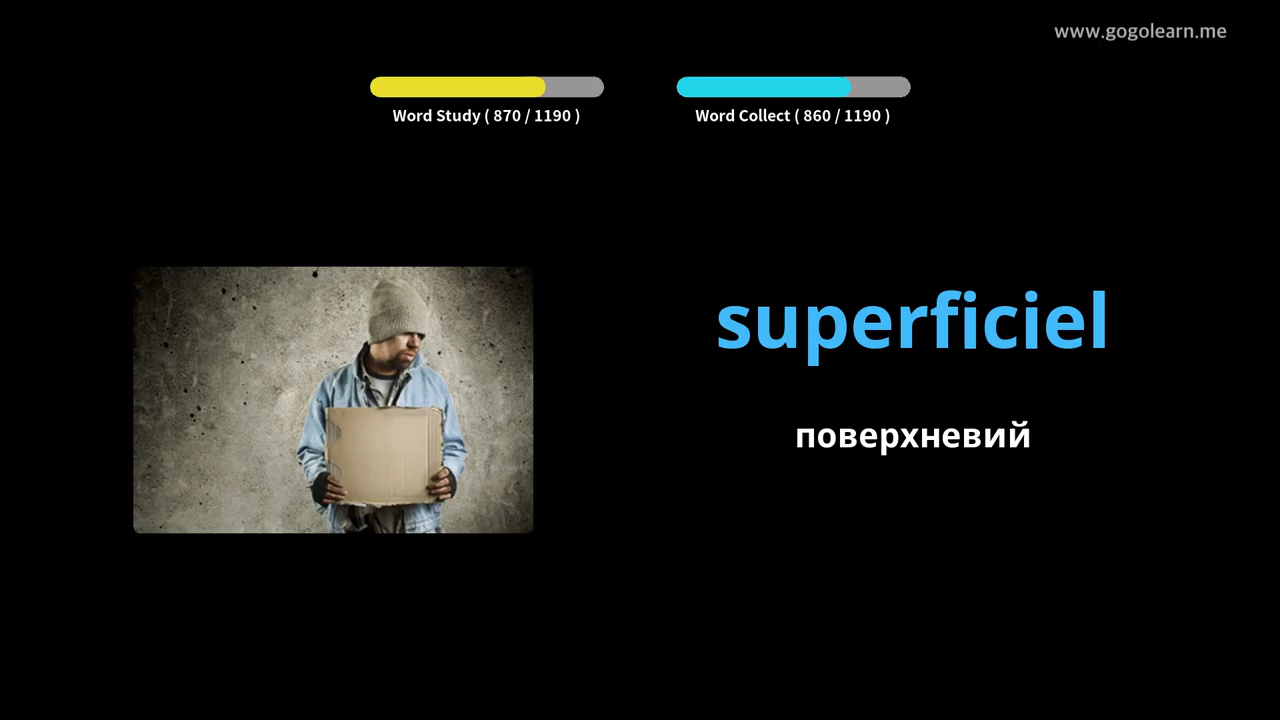 www.gogolearn.me
Word Study ( 870 / 1190 )
Word Collect ( 860 / 1190 )
superficiel
поверхневий